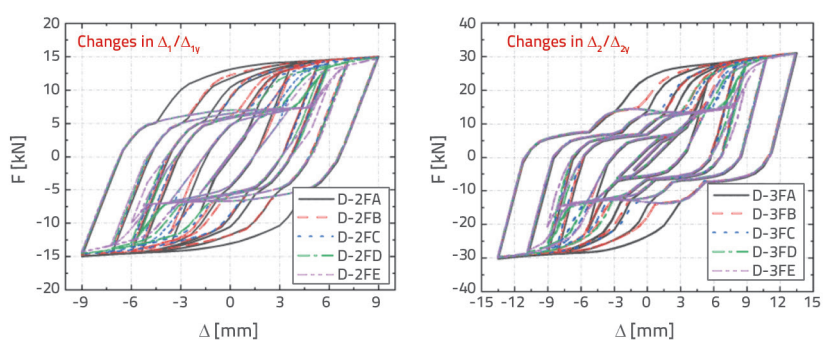 20
15
10
5
0
-5
-10
-15
-20
F [kN]
Changes in Δ₁/Δ₁ᵧ
D-2FA
D-2FB
D-2FC
D-2FD
D-2FE
-9 -6 -3 0 3 6 9
Δ [mm]
40
30
20
10
0
-10
-20
-30
-40
F [kN]
Changes in Δ₂/Δ₂ᵧ
D-3FA
D-3FB
D-3FC
D-3FD
D-3FE
-15 -12 -9 -6 -3 0 3 6 9 12 15
Δ [mm]